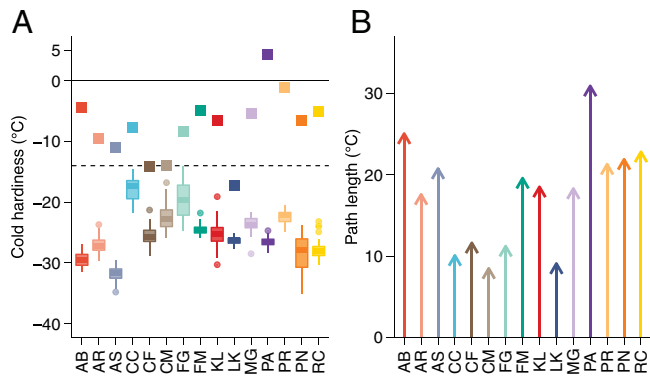 A
B
Cold hardiness (°C)
5
0
−10
−20
−30
−40
AB AR AS CC CF CM FG FM KL LK MG PA PR PN RC
Path length (°C)
30
20
10
0
AB AR AS CC CF CM FG FM KL LK MG PA PR PN RC